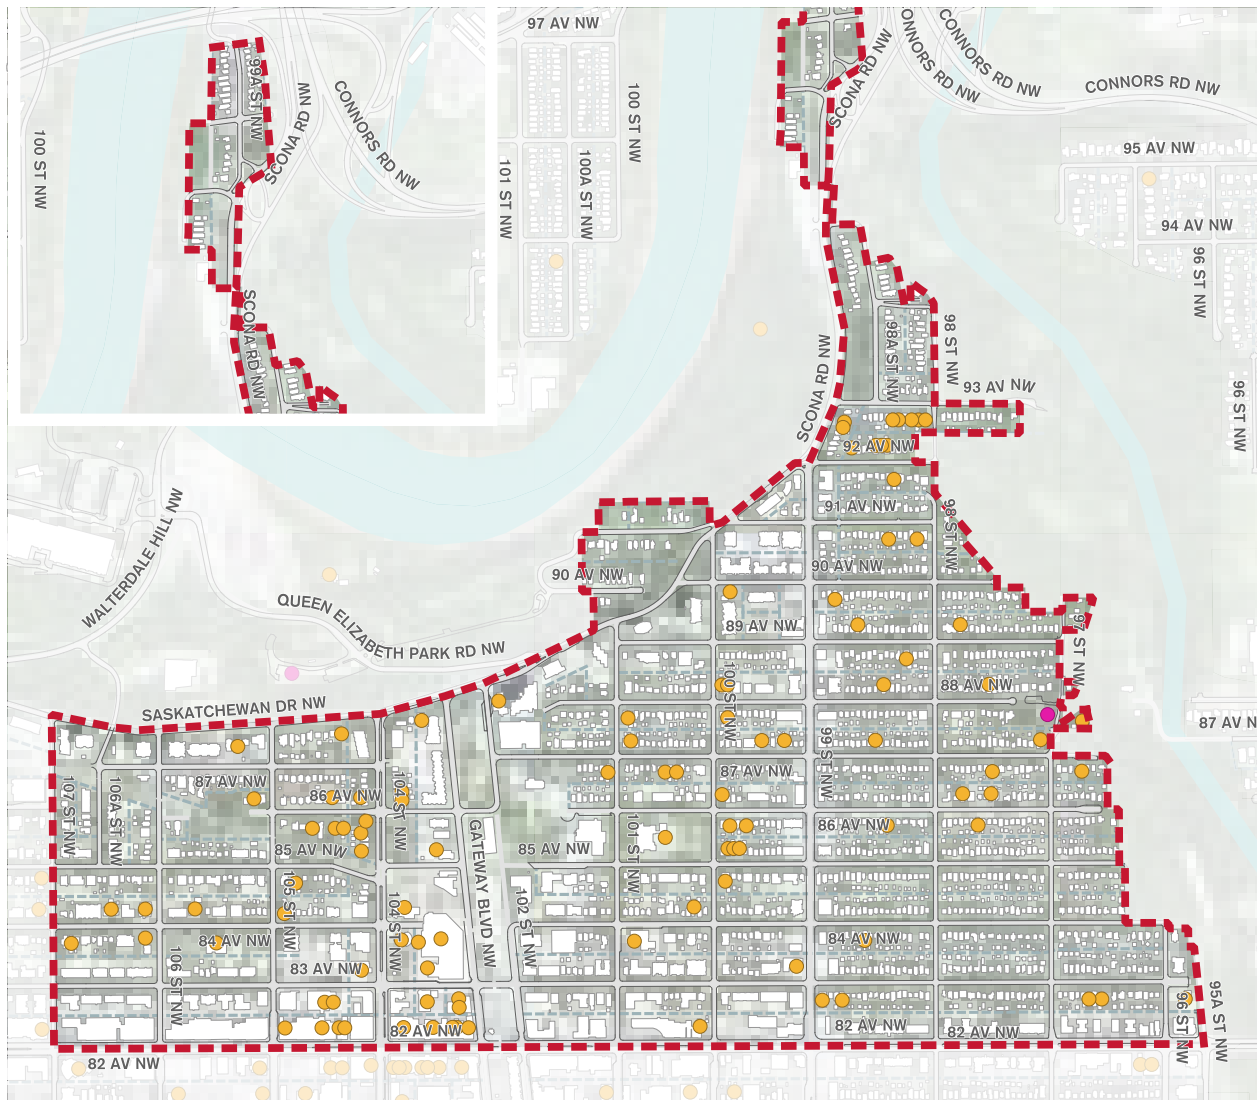 97 AV NW
99A ST NW
SCONA RD NW
CONNORS RD NW
100 ST NW
SCONA RD NW
100 ST NW
101 ST NW
100A ST NW
SCONA RD NW
CONNORS RD NW
CONNORS RD NW
CONNORS RD NW
95 AV NW
94 AV NW
96 ST NW
96 ST NW
98A ST NW
98 ST NW
93 AV NW
SCONA RD NW
92 AV NW
91 AV NW
98 ST NW
90 AV NW
90 AV NW
WALTERDALE HILL NW
QUEEN ELIZABETH PARK RD NW
89 AV NW
97 ST NW
88 AV NW
100 ST NW
SASKATCHEWAN DR NW
87 AV N
99 ST NW
87 AV NW
87 AV NW
107 ST NW
106A ST NW
86 AV NW
104 ST NW
86 AV NW
85 AV NW
85 AV NW
101 ST NW
GATEWAY BLVD NW
105 ST NW
104 ST NW
102 ST NW
84 AV NW
84 AV NW
83 AV NW
106 ST NW
82 AV NW
82 AV NW
82 AV NW
96 ST NW
95A ST NW
82 AV NW